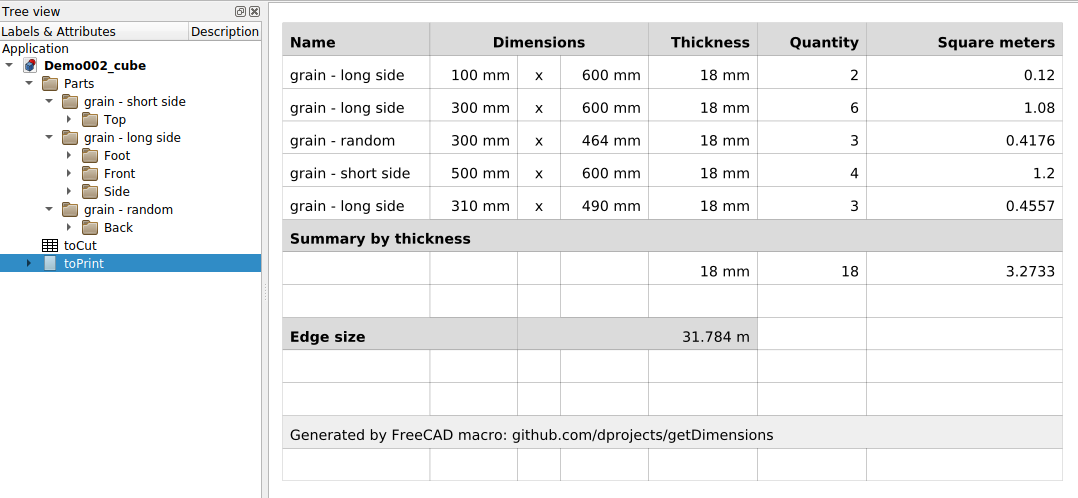 Tree view
Labels & Attributes Description
Application
Demo002_cube
Parts
grain - short side
Top
grain - long side
Foot
Front
Side
grain - random
Back
toCut
toPrint
Name Dimensions Thickness Quantity Square meters
grain - long side 100 mm x 600 mm 18 mm 2 0.12
grain - long side 300 mm x 600 mm 18 mm 6 1.08
grain - random 300 mm x 464 mm 18 mm 3 0.4176
grain - short side 500 mm x 600 mm 18 mm 4 1.2
grain - long side 310 mm x 490 mm 18 mm 3 0.4557
Summary by thickness
18 mm 18 3.2733
Edge size 31.784 m
Generated by FreeCAD macro: github.com/dprojects/getDimensions